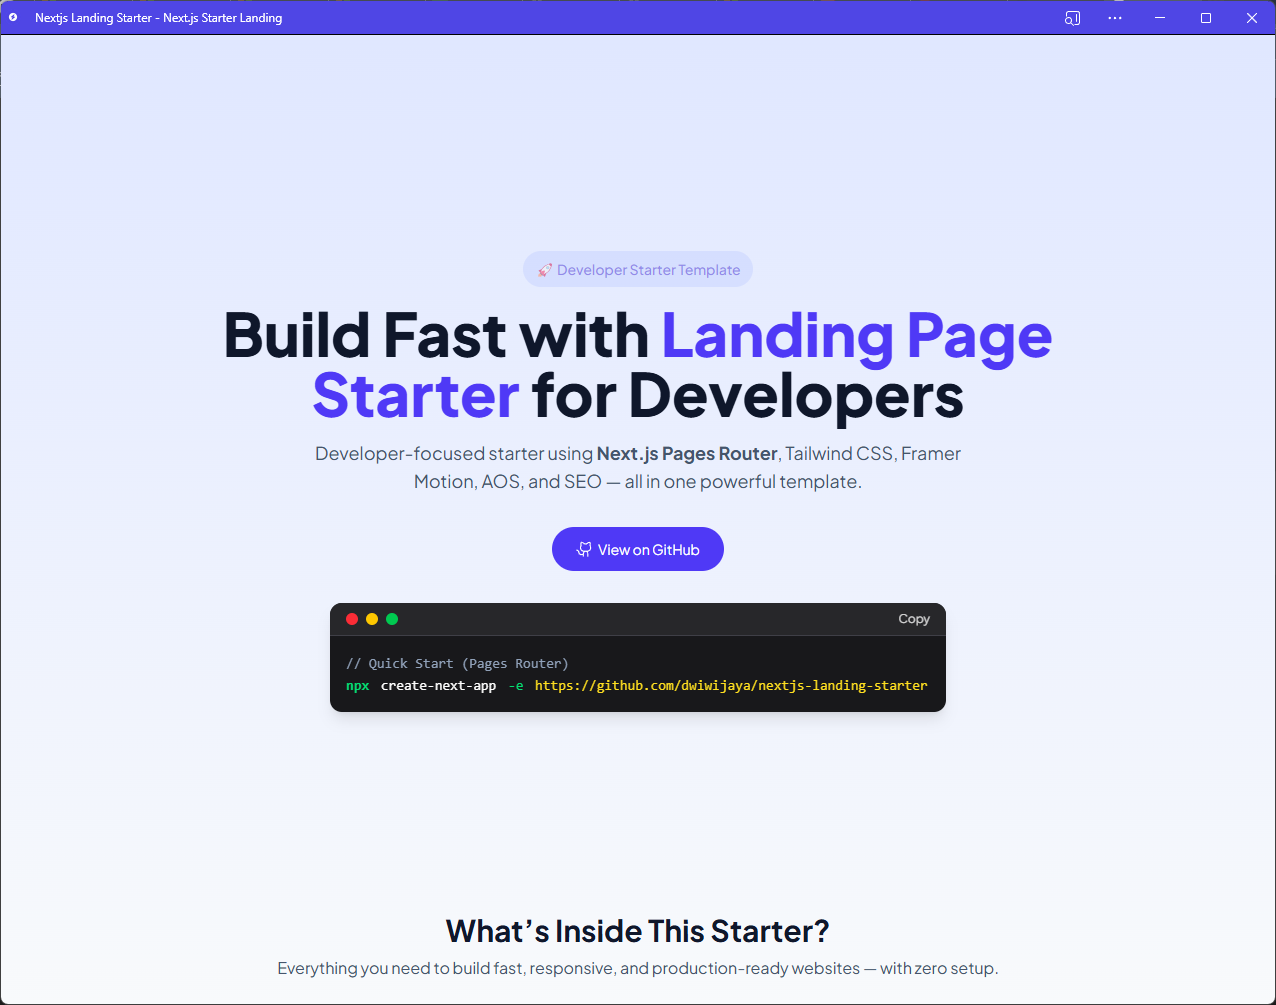 Nextjs Landing Starter - Next.js Starter Landing
🚀 Developer Starter Template
Build Fast with Landing Page
Starter for Developers
Developer-focused starter using Next.js Pages Router, Tailwind CSS, Framer
Motion, AOS, and SEO — all in one powerful template.
View on GitHub
Copy
// Quick Start (Pages Router)
npx create-next-app -e https://github.com/dwiwijaya/nextjs-landing-starter
What’s Inside This Starter?
Everything you need to build fast, responsive, and production-ready websites — with zero setup.